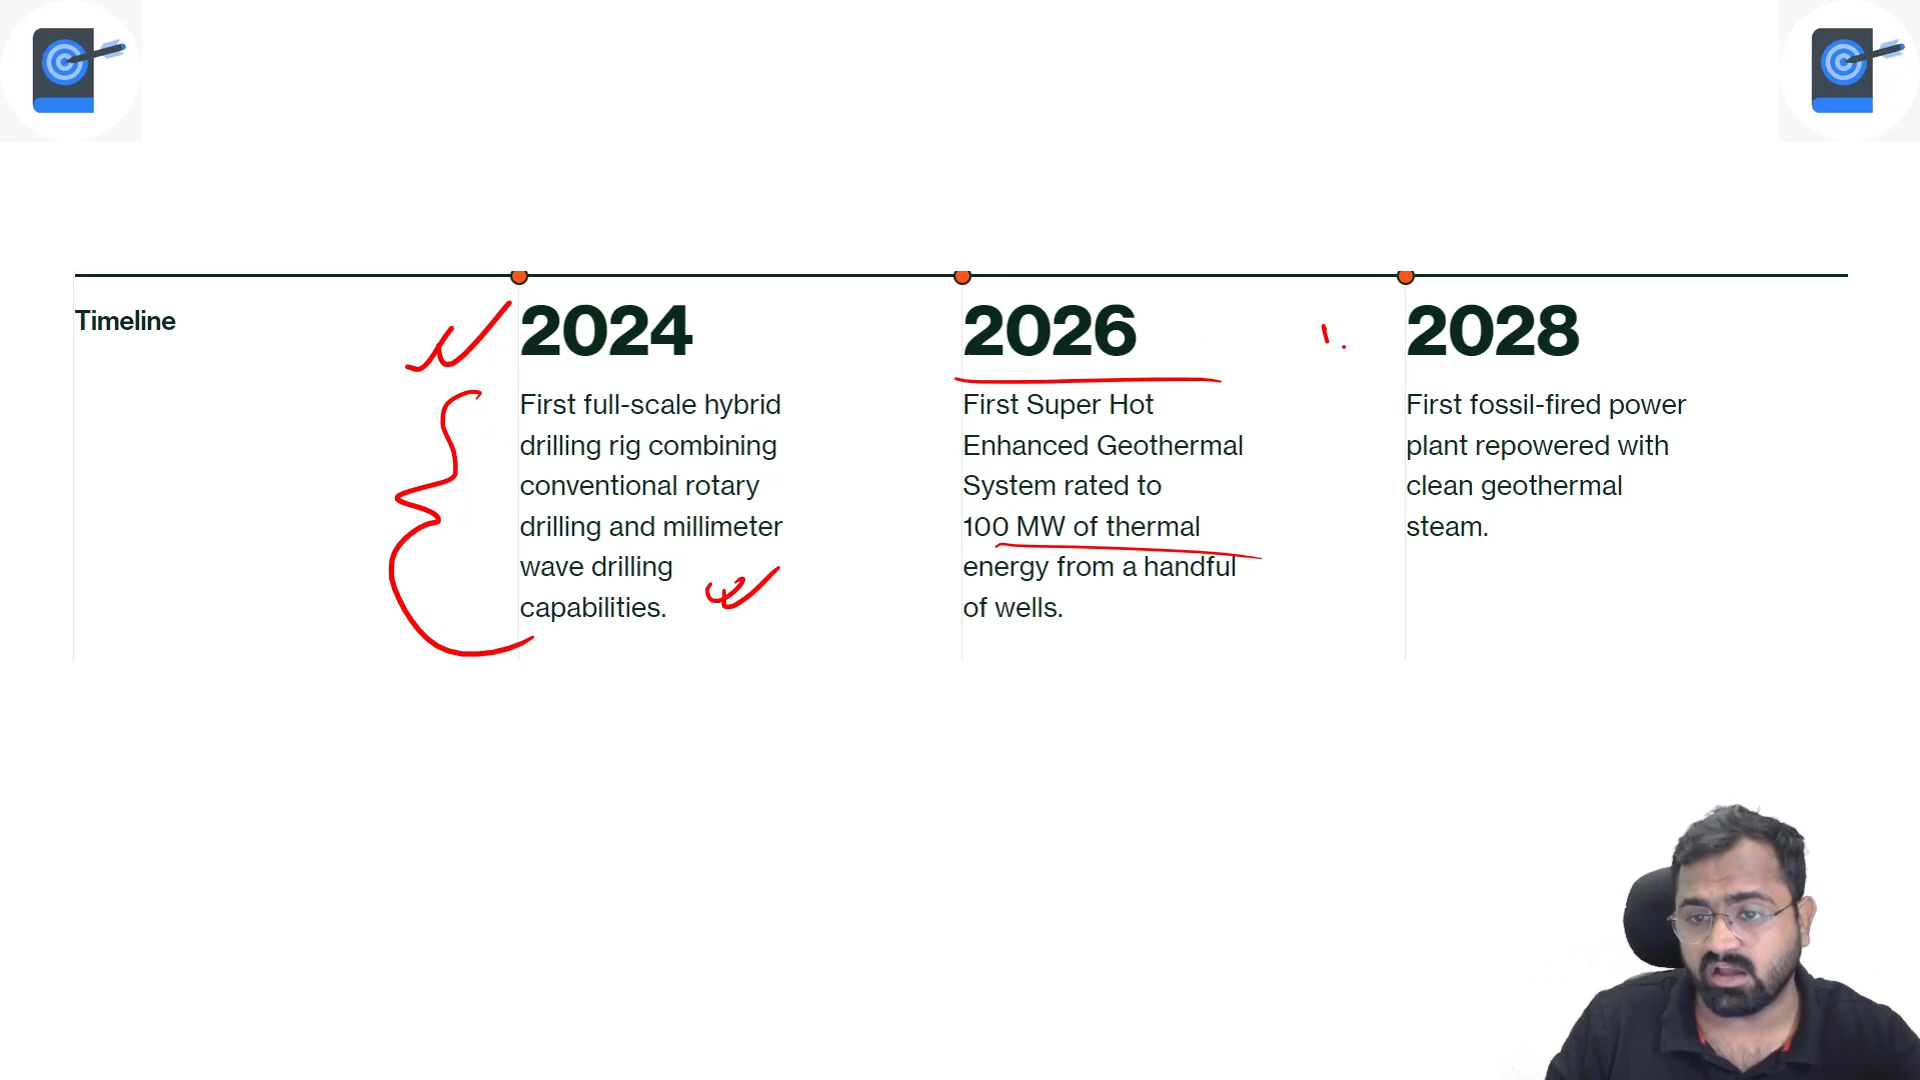 Timeline
2024
First full-scale hybrid
drilling rig combining
conventional rotary
drilling and millimeter
wave drilling
capabilities.
2026
First Super Hot
Enhanced Geothermal
System rated to
100 MW of thermal
energy from a handful
of wells.
2028
First fossil-fired power
plant repowered with
clean geothermal
steam.